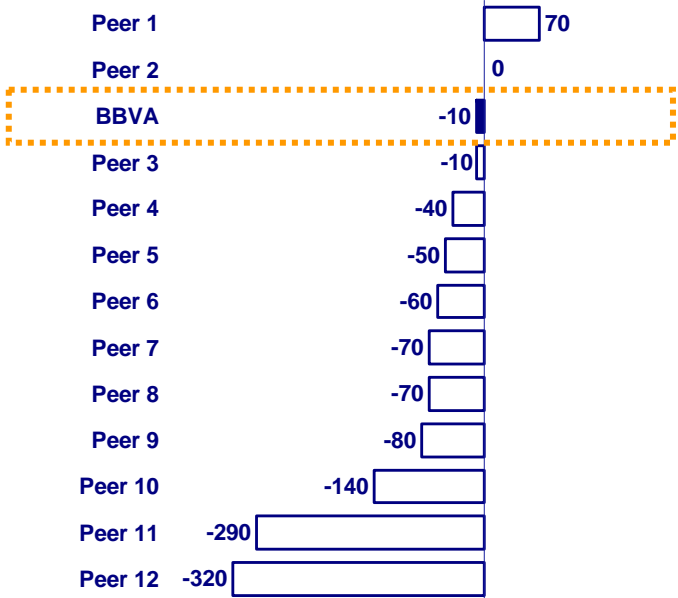 Peer 1 70
Peer 2 0
BBVA -10
Peer 3 -10
Peer 4 -40
Peer 5 -50
Peer 6 -60
Peer 7 -70
Peer 8 -70
Peer 9 -80
Peer 10 -140
Peer 11 -290
Peer 12 -320